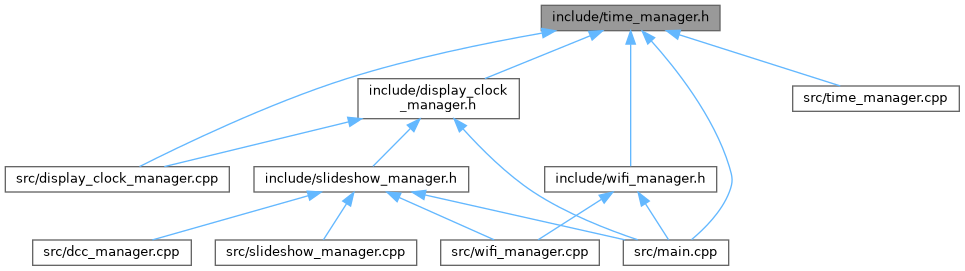 include/time_manager.h
include/display_clock
_manager.h
src/time_manager.cpp
src/display_clock_manager.cpp
include/slideshow_manager.h
include/wifi_manager.h
src/dcc_manager.cpp
src/slideshow_manager.cpp
src/wifi_manager.cpp
src/main.cpp